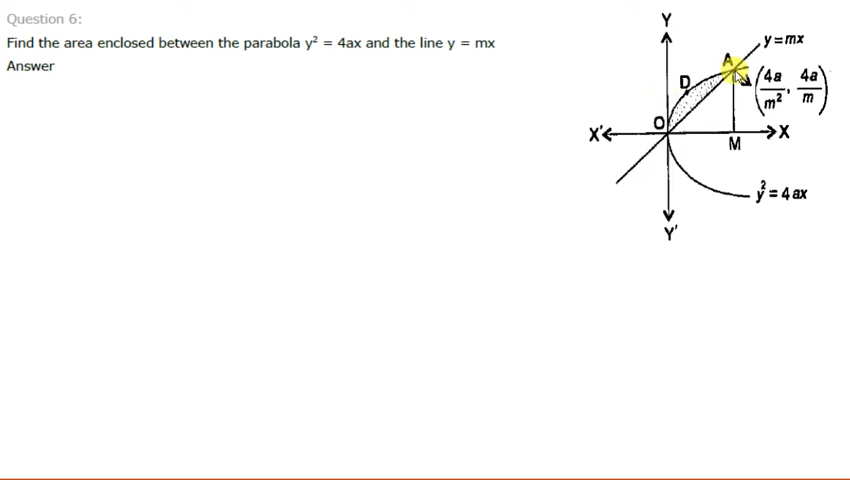 Question 6:
Find the area enclosed between the parabola y² = 4ax and the line y = mx
Answer
Y
y=mx
A
(4a/m², 4a/m)
D
O
X'
X
M
y² = 4ax
Y'